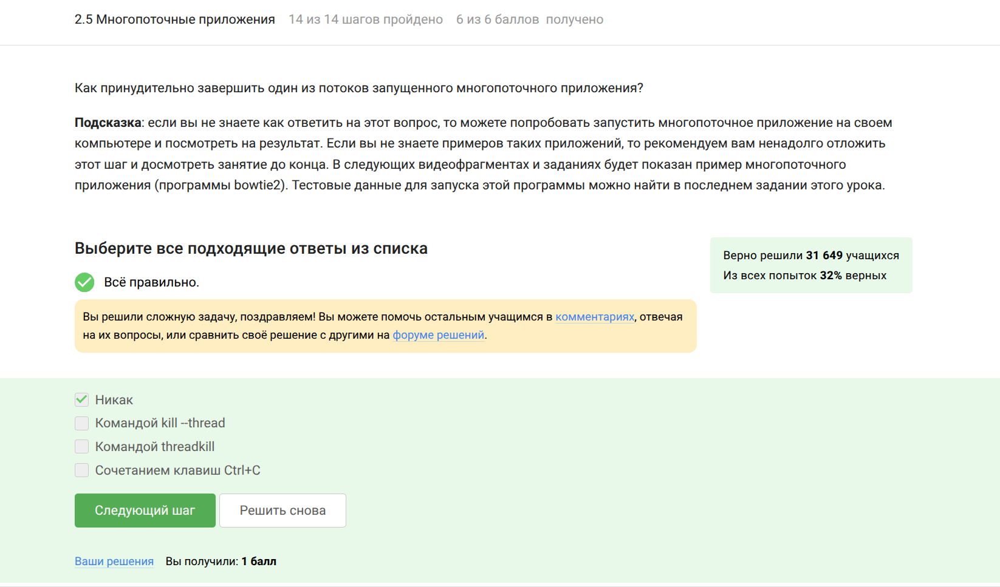 2.5 Многопоточные приложения 14 из 14 шагов пройдено 6 из 6 баллов получено
Как принудительно завершить один из потоков запущенного многопоточного приложения?
Подсказка: если вы не знаете как ответить на этот вопрос, то можете попробовать запустить многопоточное приложение на своем
компьютере и посмотреть на результат. Если вы не знаете примеров таких приложений, то рекомендуем вам ненадолго отложить
этот шаг и досмотреть занятие до конца. В следующих видеофрагментах и заданиях будет показан пример многопоточного
приложения (программы bowtie2). Тестовые данные для запуска этой программы можно найти в последнем задании этого урока.
Выберите все подходящие ответы из списка
Верно решили 31 649 учащихся
Из всех попыток 32% верных
Всё правильно.
Вы решили сложную задачу, поздравляем! Вы можете помочь остальным учащимся в комментариях, отвечая
на их вопросы, или сравнить своё решение с другими на форуме решений.
Никак
Командой kill --thread
Командой threadkill
Сочетанием клавиш Ctrl+C
Следующий шаг Решить снова
Ваши решения Вы получили: 1 балл